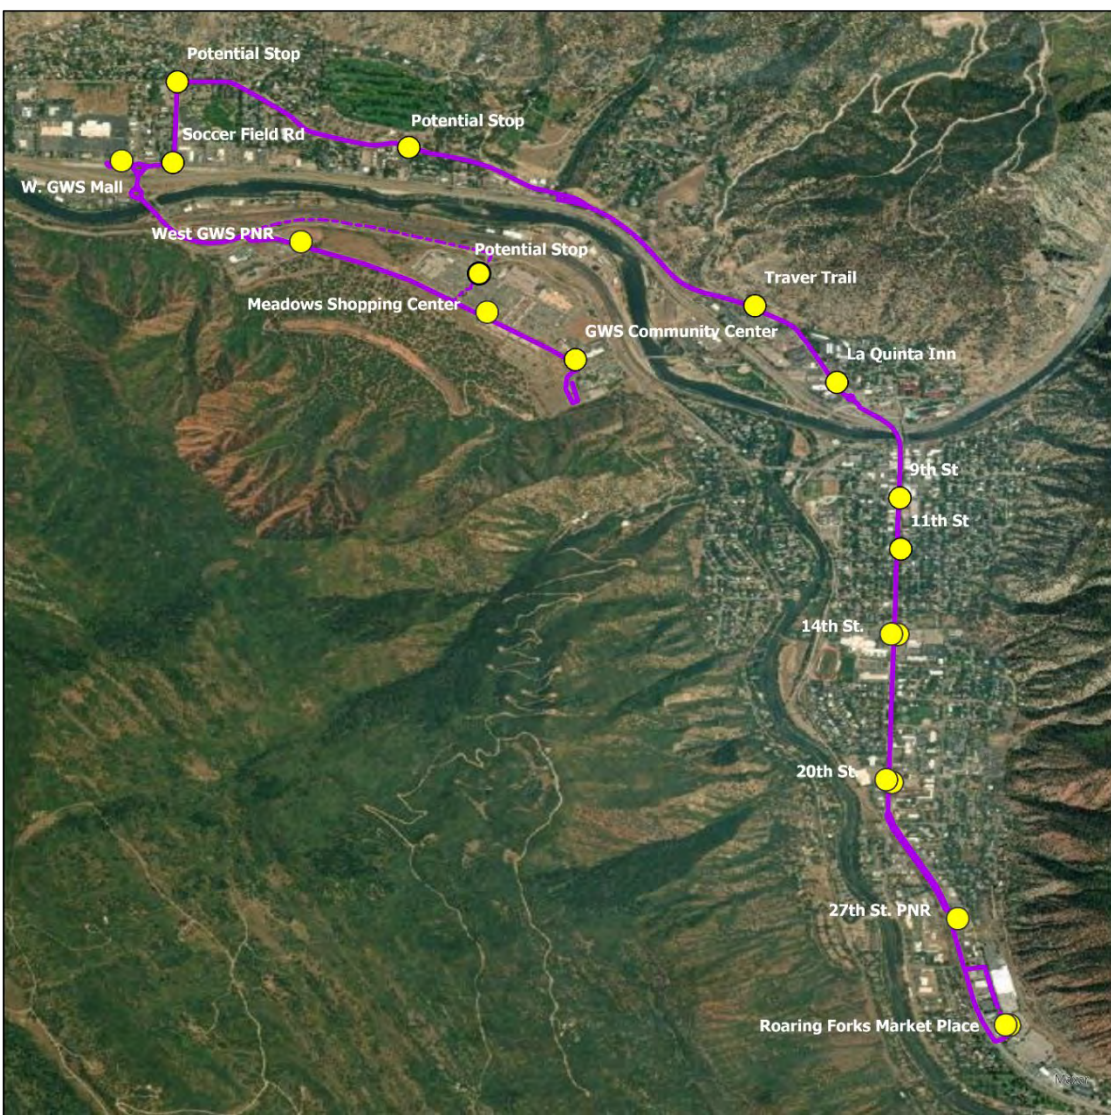 Potential Stop
Potential Stop
Soccer Field Rd
W. GWS Mall
West GWS PNR
Potential Stop
Traver Trail
Meadows Shopping Center
GWS Community Center
La Quinta Inn
9th St
11th St
14th St.
20th St.
27th St. PNR
Roaring Forks Market Place